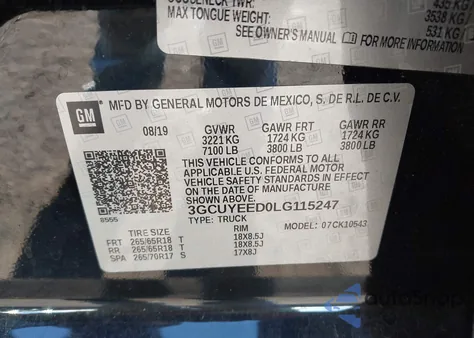 435 KG
MAX TONGUE WEIGHT: 3538 KG
531 KG /
SEE OWNER'S MANUAL FOR MORE
GM
MFD BY GENERAL MOTORS DE MEXICO, S. DE R.L. DE C.V.
08/19 GVWR GAWR FRT GAWR RR
3221 KG 1724 KG 1724 KG
7100 LB 3800 LB 3800 LB
THIS VEHICLE CONFORMS TO ALL
APPLICABLE U.S. FEDERAL MOTOR
VEHICLE SAFETY STANDARDS IN EFFECT
ON THE DATE OF MANUFACTURE
SHOWN ABOVE.
3GCUYEED0LG115247
8555 TYPE: TRUCK MODEL: 07CK10543
TIRE SIZE RIM
FRT 265/65R18 T 18X8.5J
RR 265/65R18 T 18X8.5J
SPA 265/70R17 S 17X8J